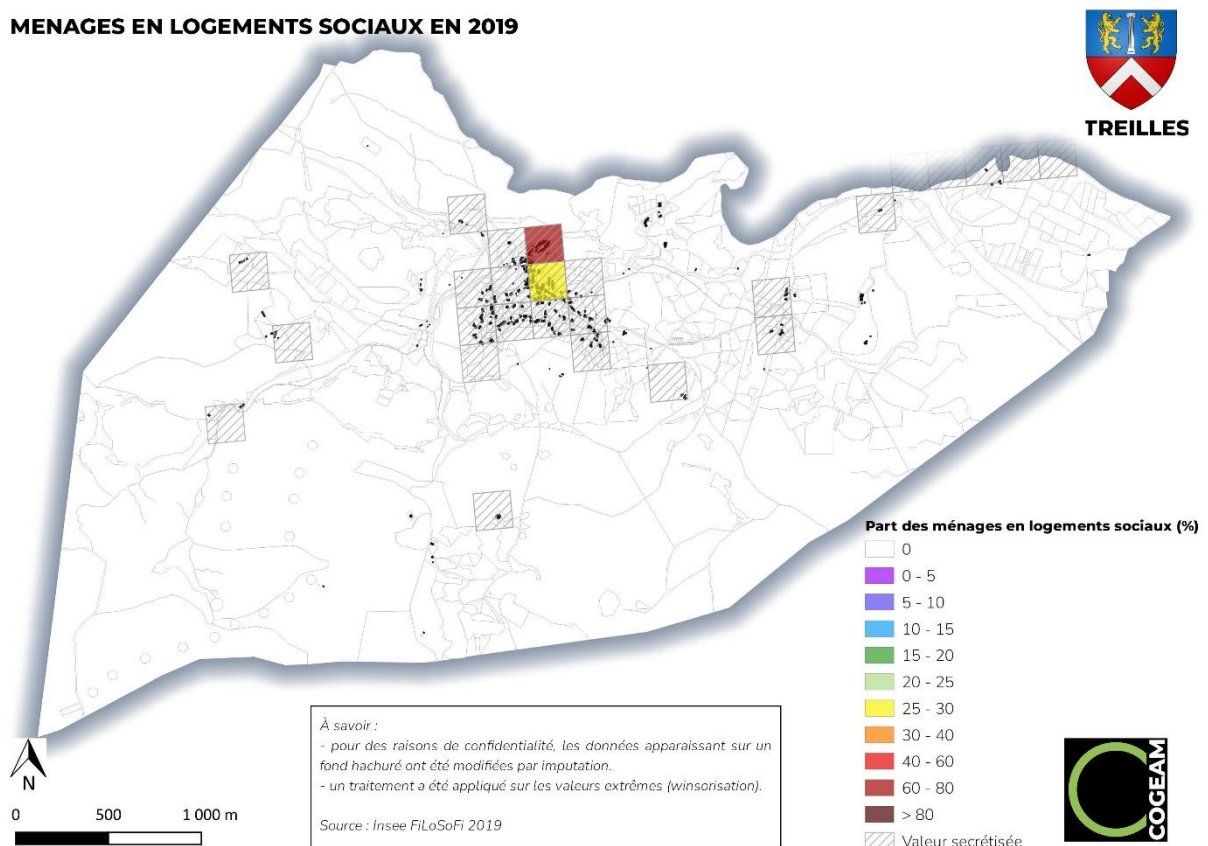 MENAGES EN LOGEMENTS SOCIAUX EN 2019
TREILLES
Part des ménages en logements sociaux (%)
0
0 - 5
5 - 10
10 - 15
15 - 20
20 - 25
25 - 30
30 - 40
40 - 60
60 - 80
> 80
Valeur secrétisée
À savoir :
- pour des raisons de confidentialité, les données apparaissant sur un
fond hachuré ont été modifiées par imputation.
- un traitement a été appliqué sur les valeurs extrêmes (winsorisation).
Source : Insee FiLoSoFi 2019
N
0 500 1 000 m
COGEAM